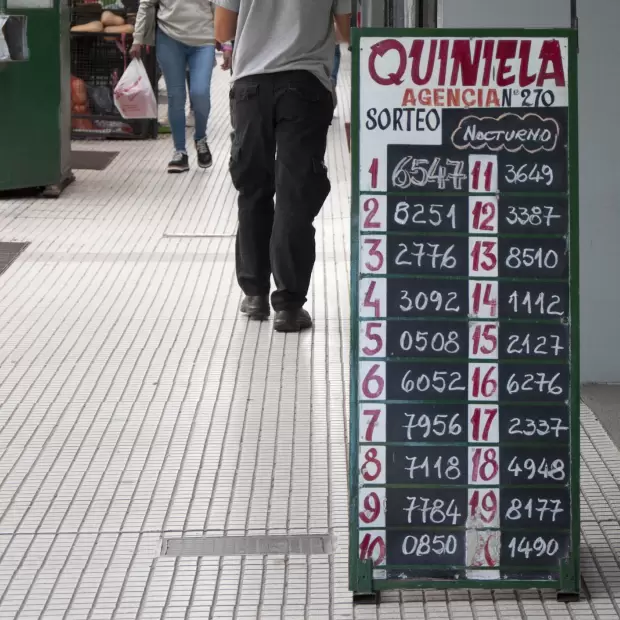 QUINIELA
AGENCIA Nº 270
SORTEO NOCTURNO
1 6547 11 3649
2 8251 12 3387
3 2776 13 8510
4 3092 14 1112
5 0508 15 2127
6 6052 16 6276
7 7956 17 2337
8 7118 18 4948
9 7784 19 8177
10 0850 1490